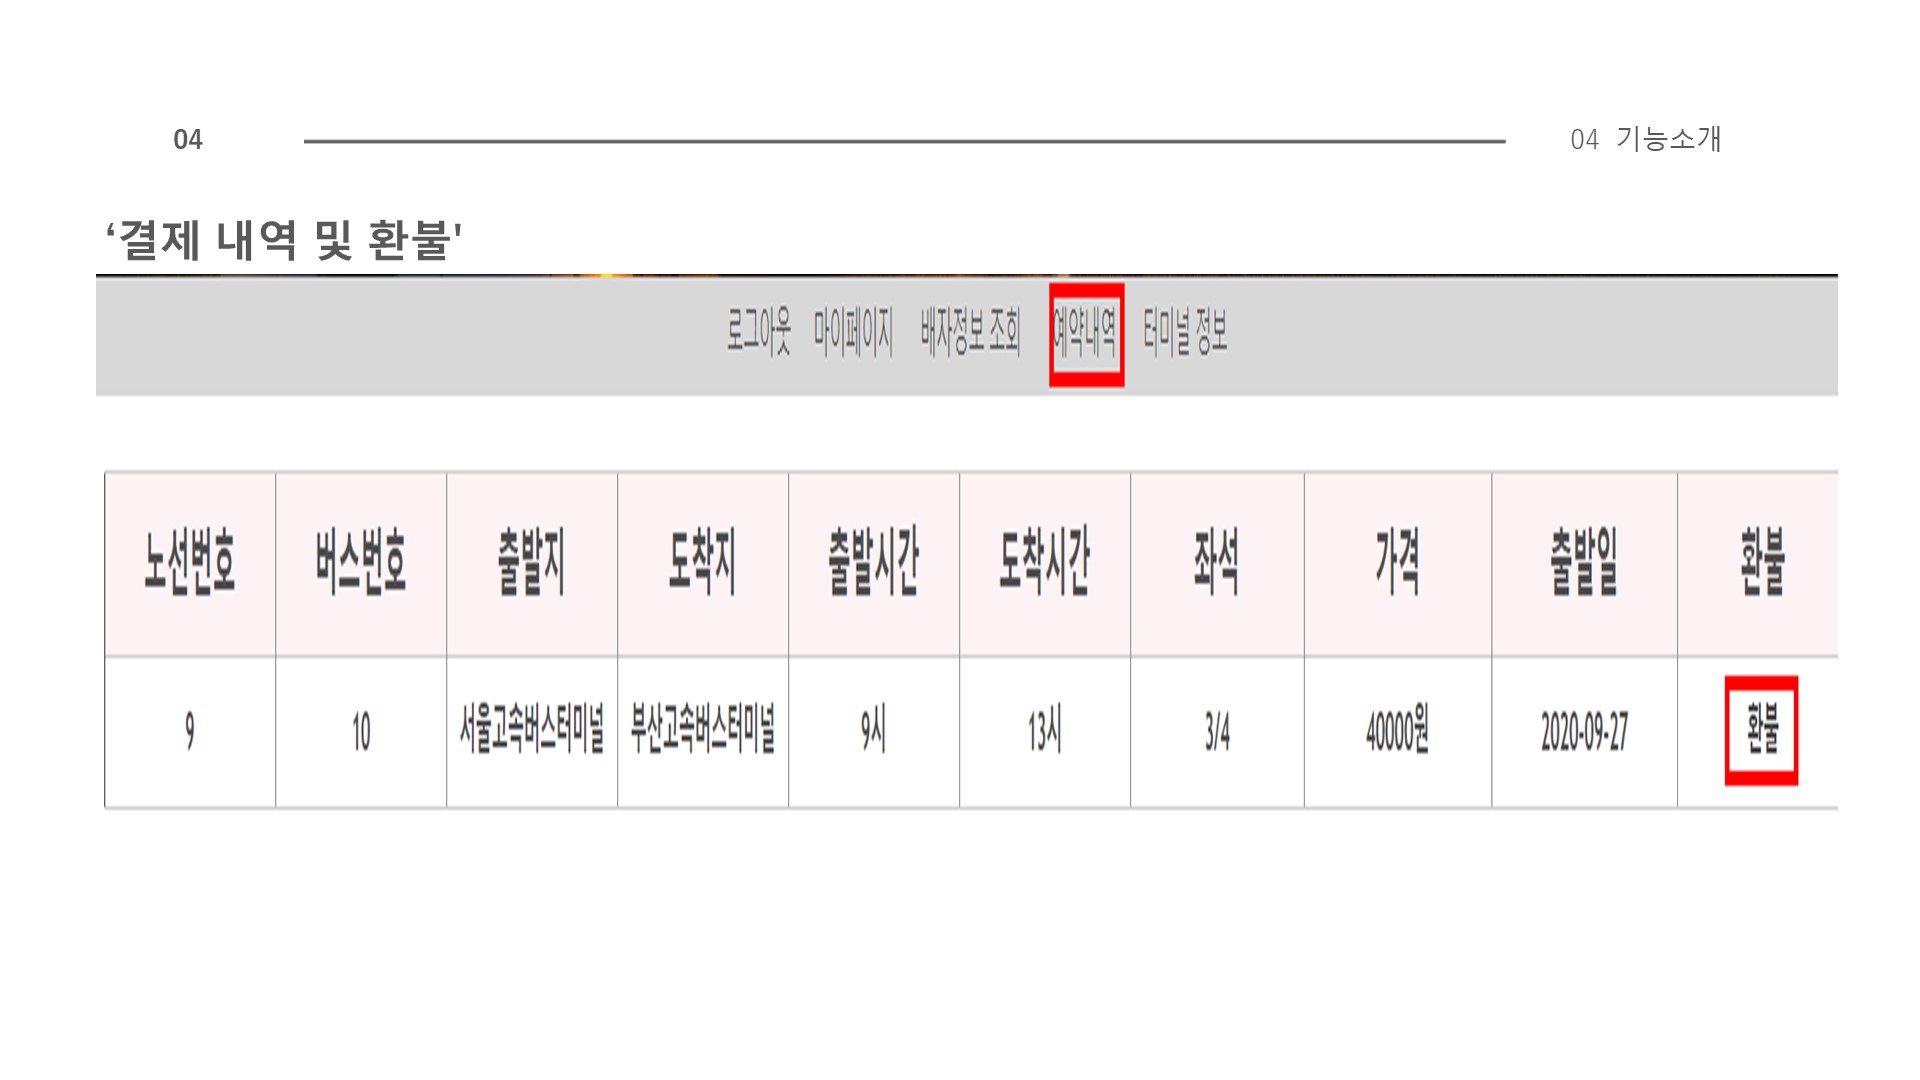 04
04 기능소개
‘결제 내역 및 환불'
로그아웃 마이페이지 배자정보 조회 예약내역 터미널 정보
노선번호 버스번호 출발지 도착지 출발시간 도착시간 좌석 가격 출발일 환불
9 10 서울고속버스터미널 부산고속버스터미널 9시 13시 3/4 40000원 2020-09-27 환불